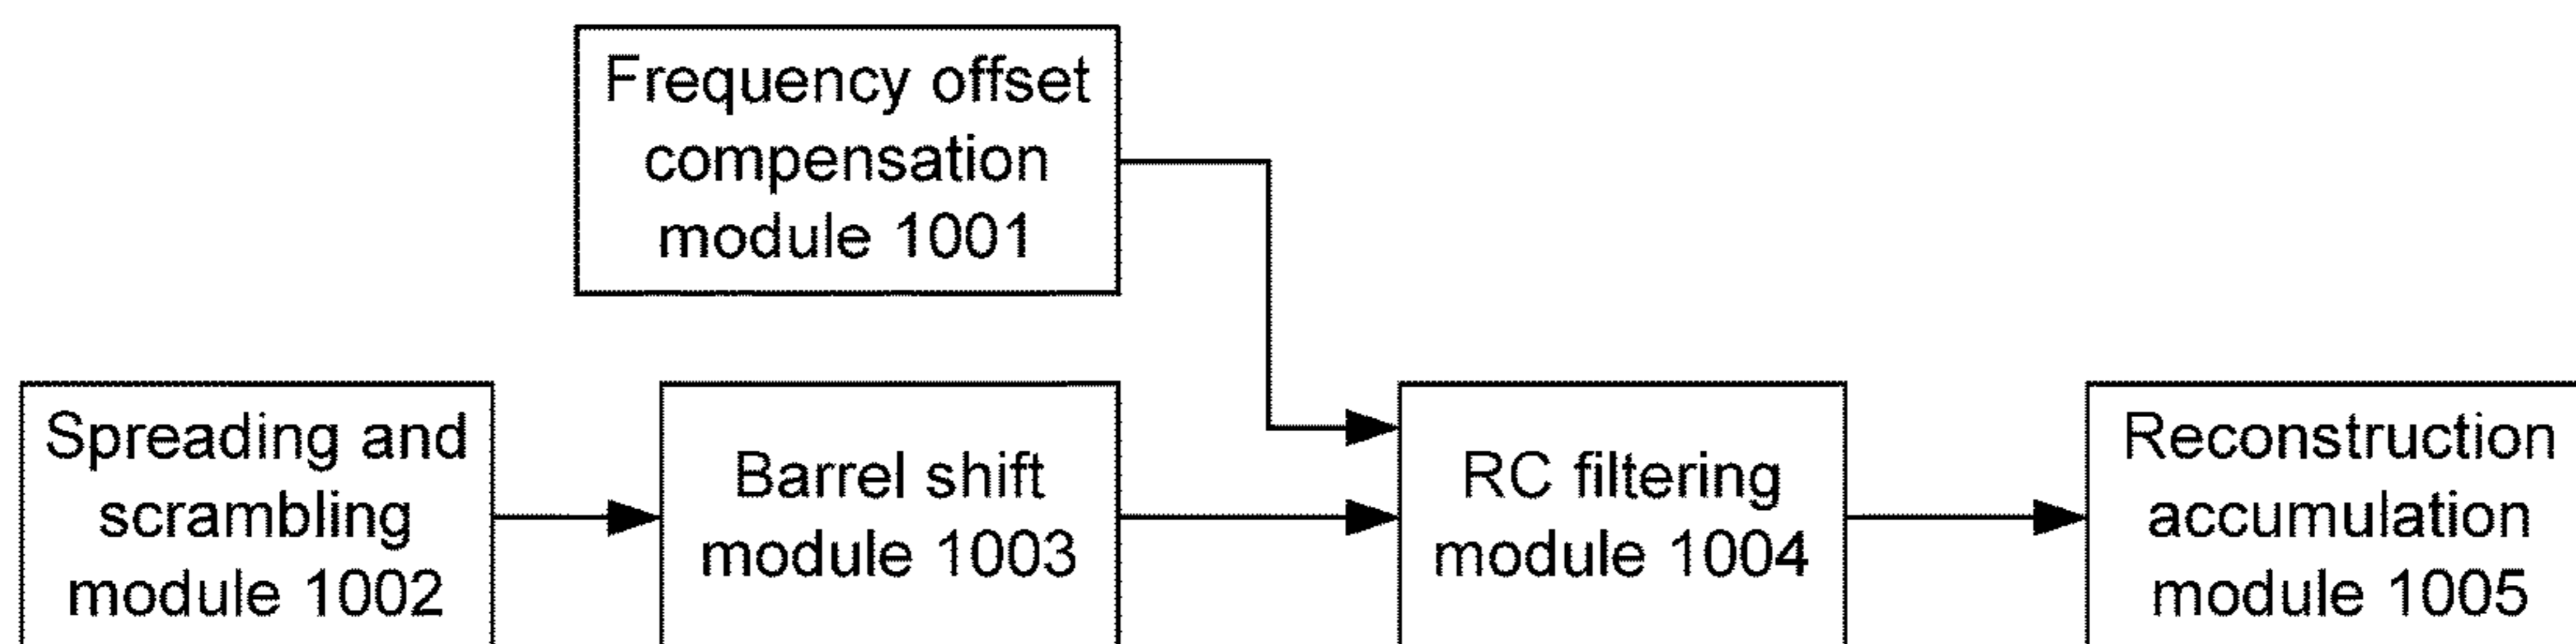 Frequency offset
compensation
module 1001
Spreading and
scrambling
module 1002
Barrel shift
module 1003
RC filtering
module 1004
Reconstruction
accumulation
module 1005